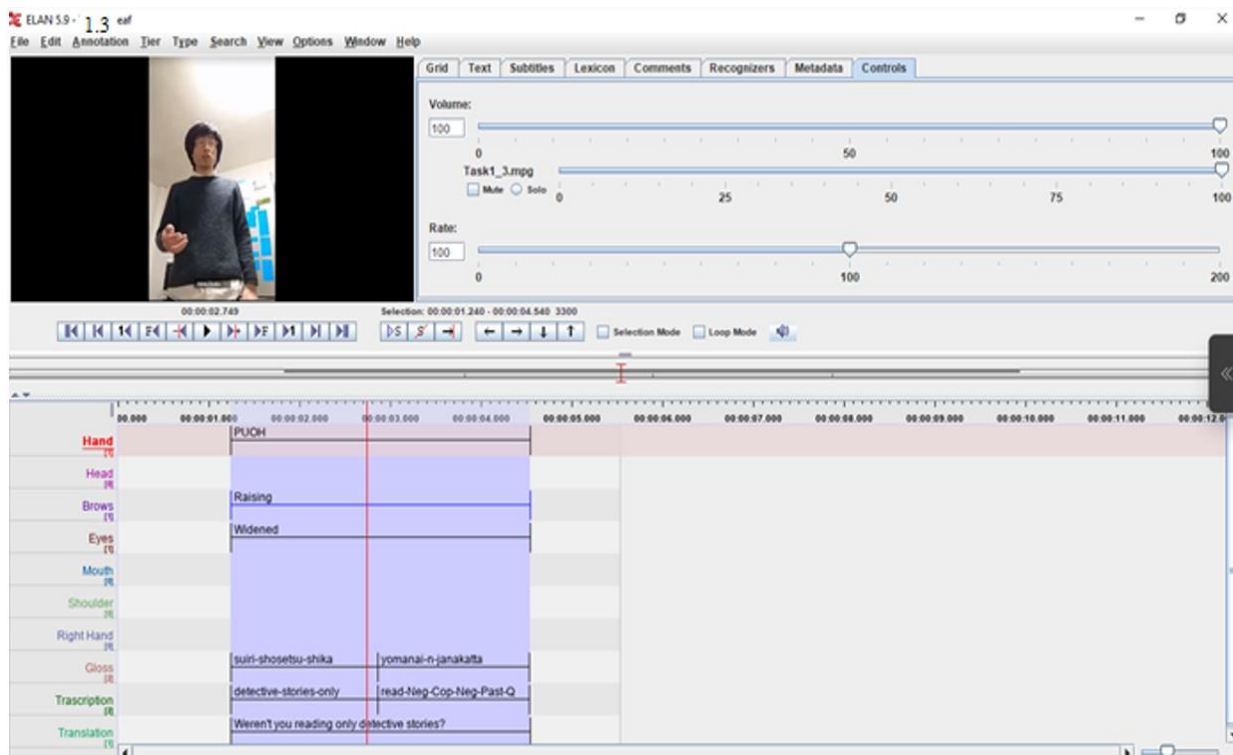 ELAN 5.9 - 1.3 eaf
File Edit Annotation Tier Type Search View Options Window Help
Grid Text Subtitles Lexicon Comments Recognizers Metadata Controls
Volume:
100
0 50 100
Task1_3.mpg
Mute Solo
0 25 50 75 100
Rate:
100
0 100 200
00:00:02.749 Selection: 00:00:01.240 - 00:00:04.540 3300
Selection Mode Loop Mode
00.000 00:00:01.000 00:00:02.000 00:00:03.000 00:00:04.000 00:00:05.000 00:00:06.000 00:00:07.000 00:00:08.000 00:00:09.000 00:00:10.000 00:00:11.000 00:00:12.0
Hand PUOH
Head
Brows Raising
Eyes Widened
Mouth
Shoulder
Right Hand
Gloss suiri-shosetsu-shika yomanai-n-janakatta
Trascription detective-stories-only read-Neg-Cop-Neg-Past-Q
Translation Weren't you reading only detective stories?